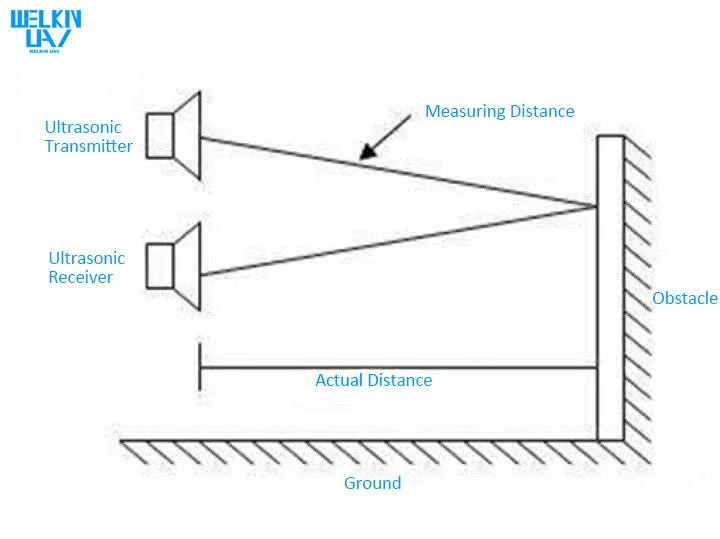 WELKIN
UAV
WELKIN UAV
Measuring Distance
Ultrasonic
Transmitter
Ultrasonic
Receiver
Obstacle
Actual Distance
Ground